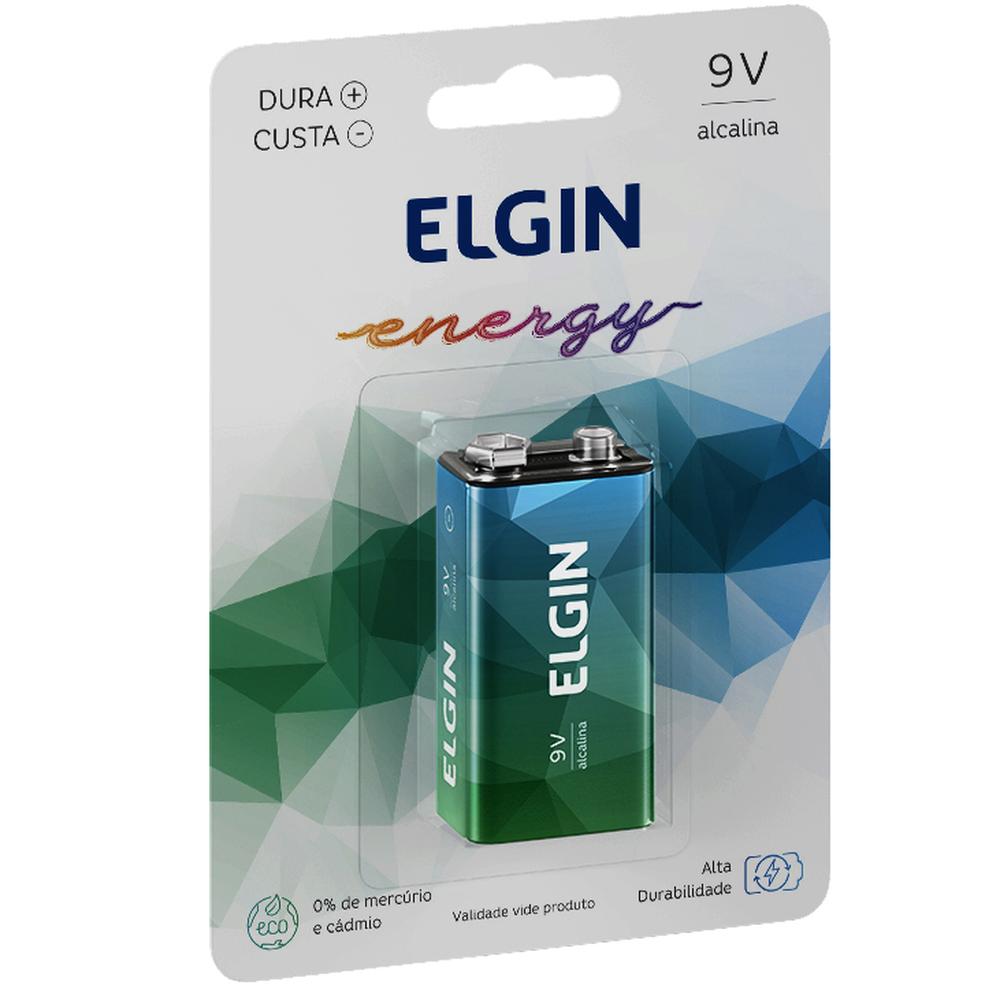 DURA +
CUSTA -
9V
alcalina
ELGIN
energy
9V
alcalina
ELGIN
ELGIN
9V
alcalina
eco
0% de mercúrio
e cádmio
Validade vide produto
Alta
Durabilidade